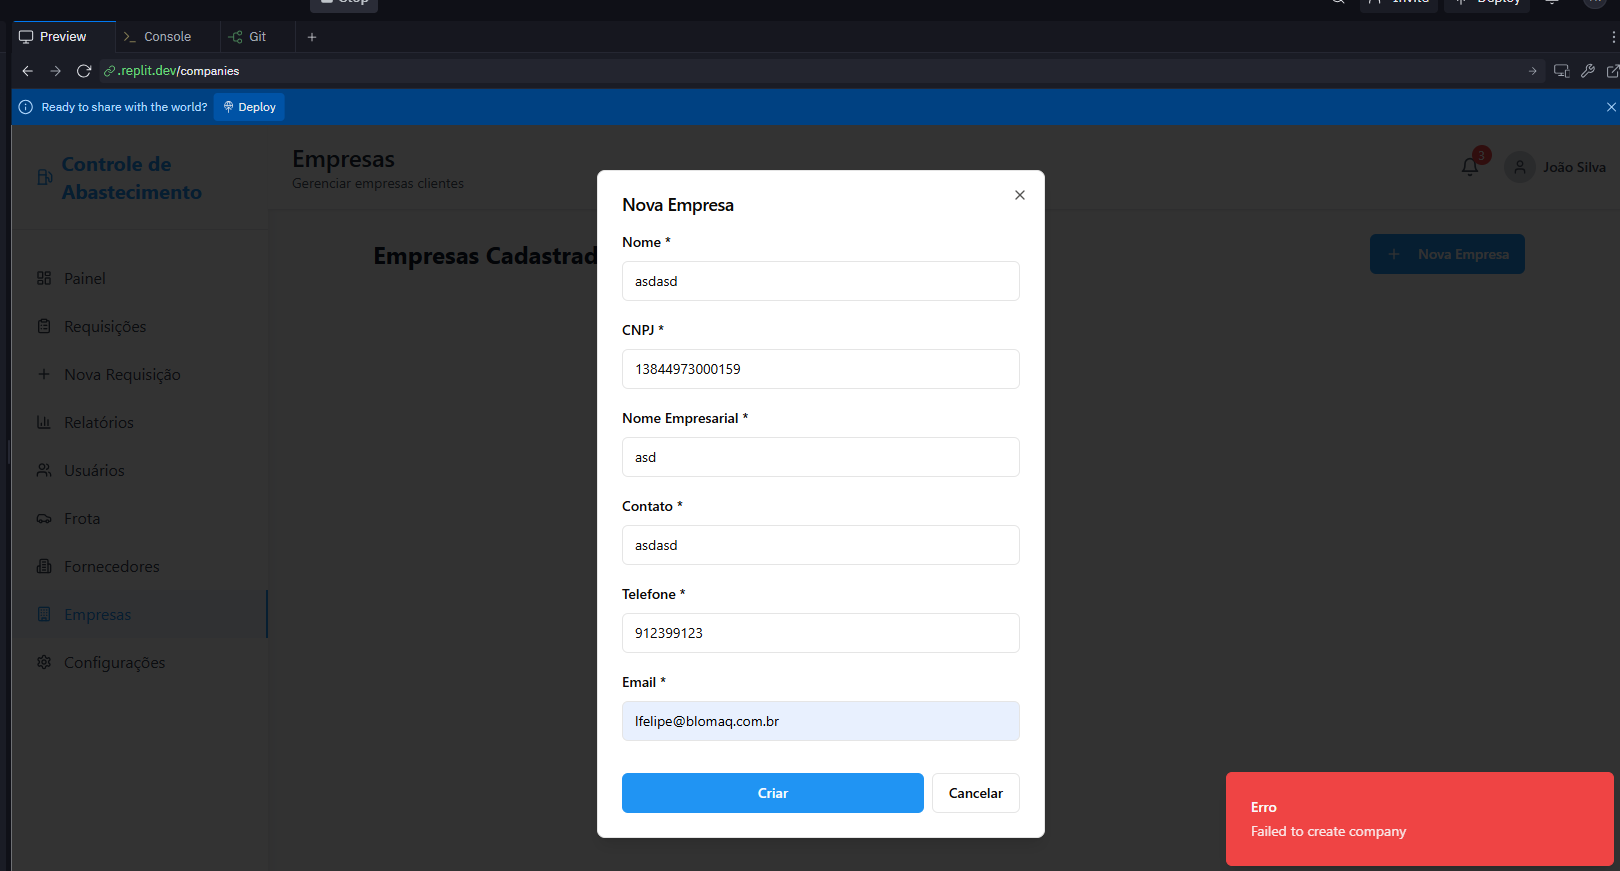 Stop
Invite
Deploy
Preview
Console
Git
.replit.dev/companies
Ready to share with the world?
Deploy
Controle de
Abastecimento
Empresas
Gerenciar empresas clientes
3
João Silva
Empresas Cadastrad
Nova Empresa
Painel
Requisições
Nova Requisição
Relatórios
Usuários
Frota
Fornecedores
Empresas
Configurações
Nova Empresa
Nome *
asdasd
CNPJ *
13844973000159
Nome Empresarial *
asd
Contato *
asdasd
Telefone *
912399123
Email *
lfelipe@blomaq.com.br
Criar
Cancelar
Erro
Failed to create company